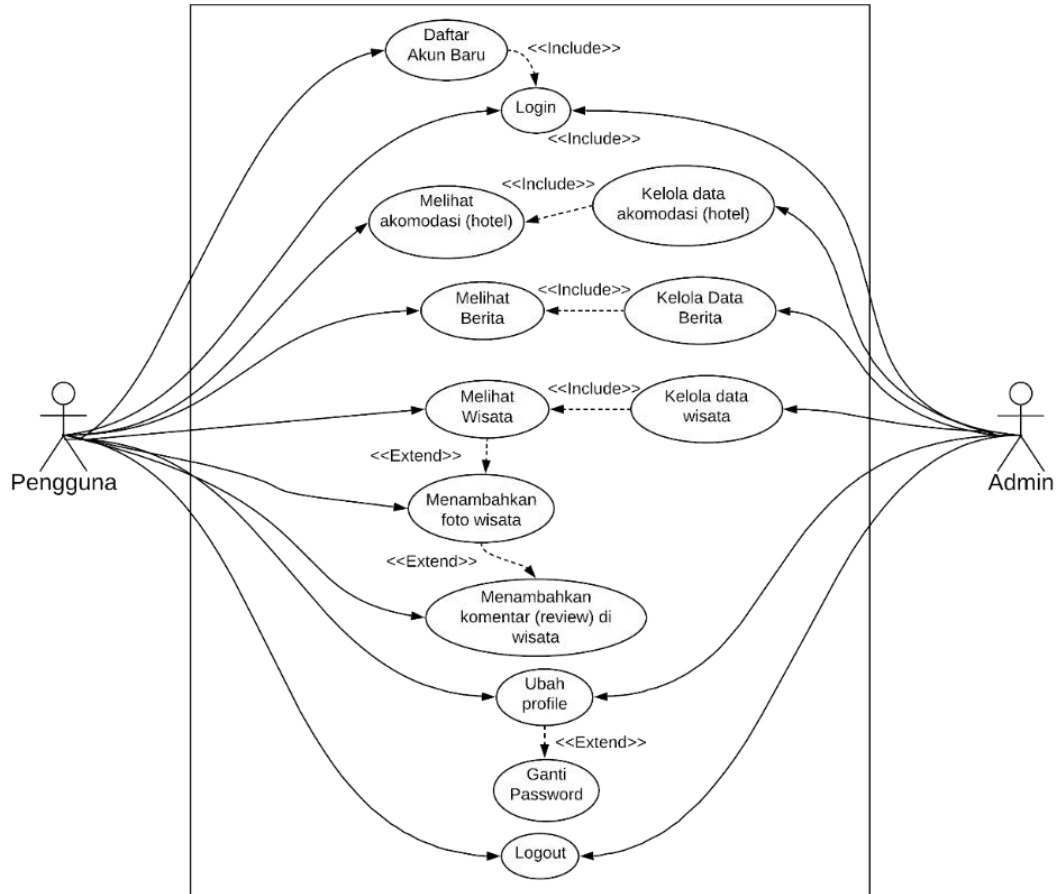 Daftar
Akun Baru
<<Include>>
Login
<<Include>>
<<Include>>
Melihat
akomodasi (hotel)
Kelola data
akomodasi (hotel)
Melihat
Berita
<<Include>>
Kelola Data
Berita
Melihat
Wisata
<<Include>>
Kelola data
wisata
<<Extend>>
Pengguna
Admin
Menambahkan
foto wisata
<<Extend>>
Menambahkan
komentar (review) di
wisata
Ubah
profile
<<Extend>>
Ganti
Password
Logout